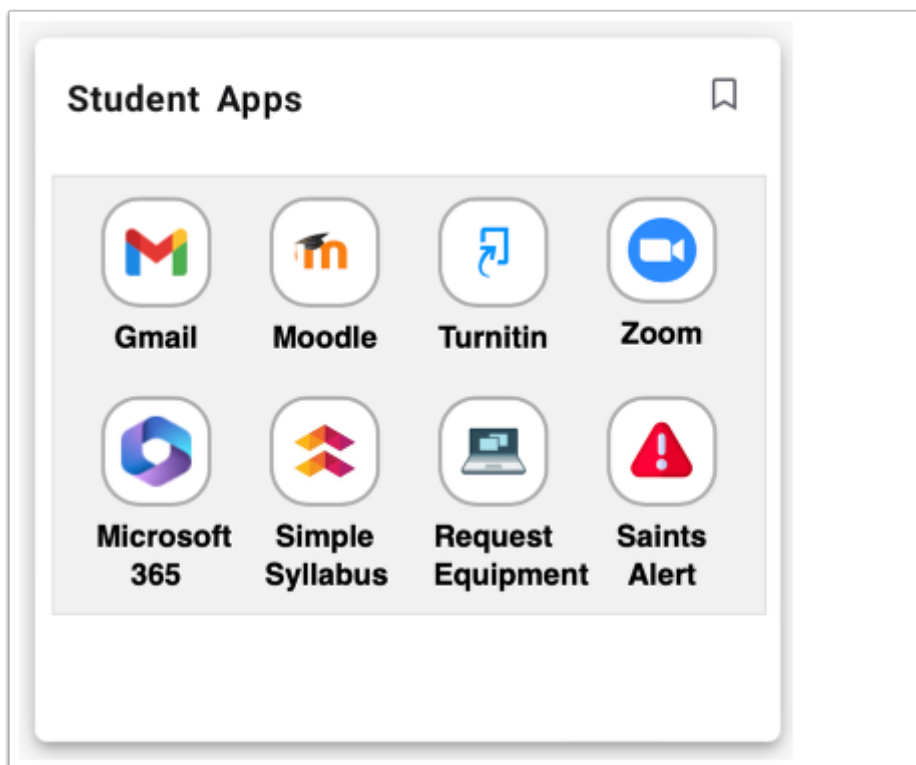 Student Apps
Gmail Moodle Turnitin Zoom
Microsoft 365
Simple Syllabus
Request Equipment
Saints Alert